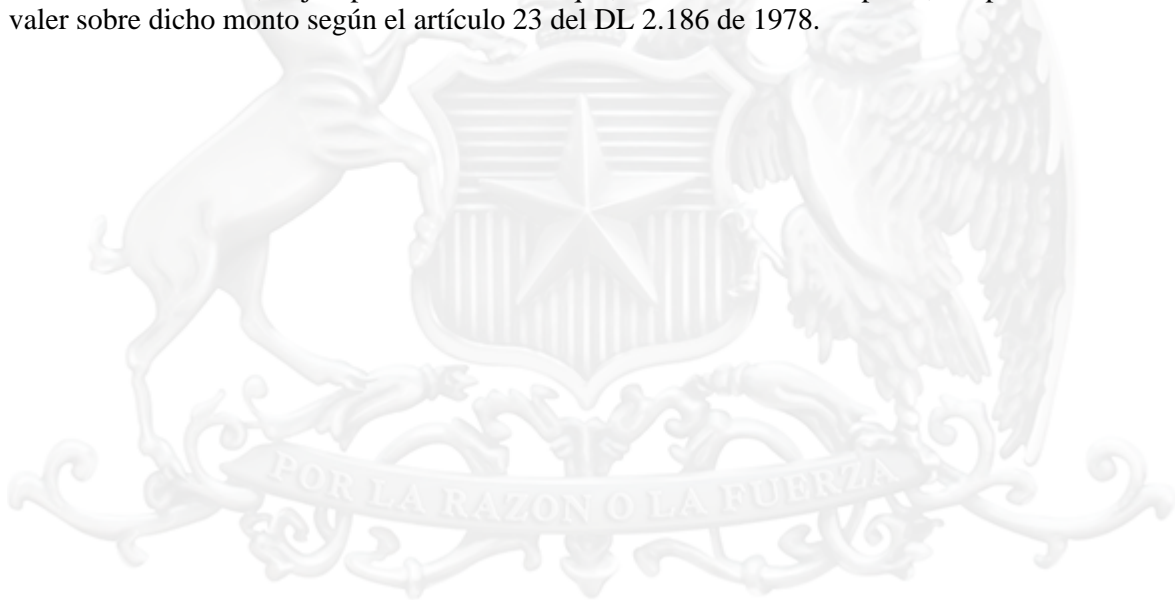 valer sobre dicho monto según el artículo 23 del DL 2.186 de 1978.
POR LA RAZON O LA FUERZA